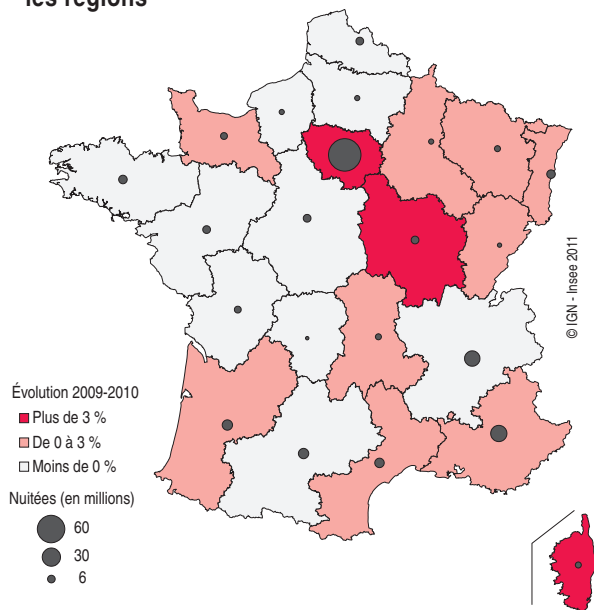 les régions
© IGN - Insee 2011
Évolution 2009-2010
Plus de 3 %
De 0 à 3 %
Moins de 0 %
Nuitées (en millions)
60
30
6